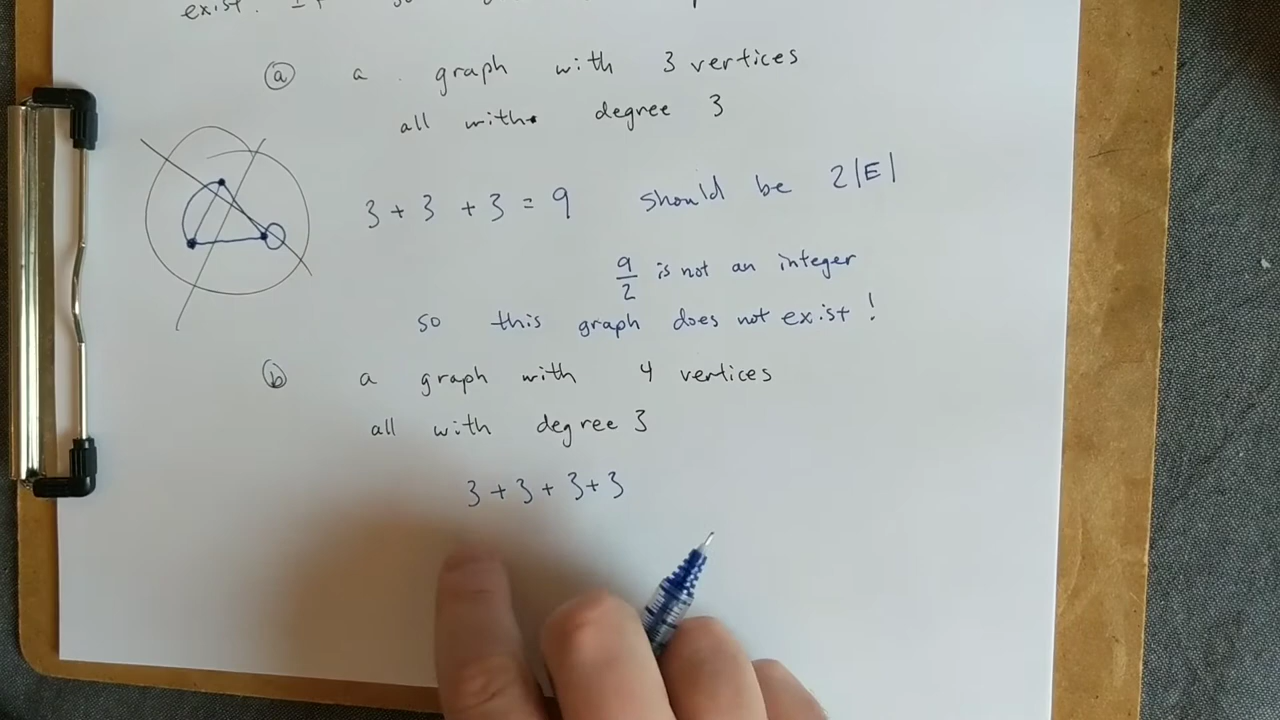 exist.
ⓐ a graph with 3 vertices
all with degree 3
3 + 3 + 3 = 9 should be 2|E|
9/2 is not an integer
so this graph does not exist!
ⓑ a graph with 4 vertices
all with degree 3
3 + 3 + 3 + 3